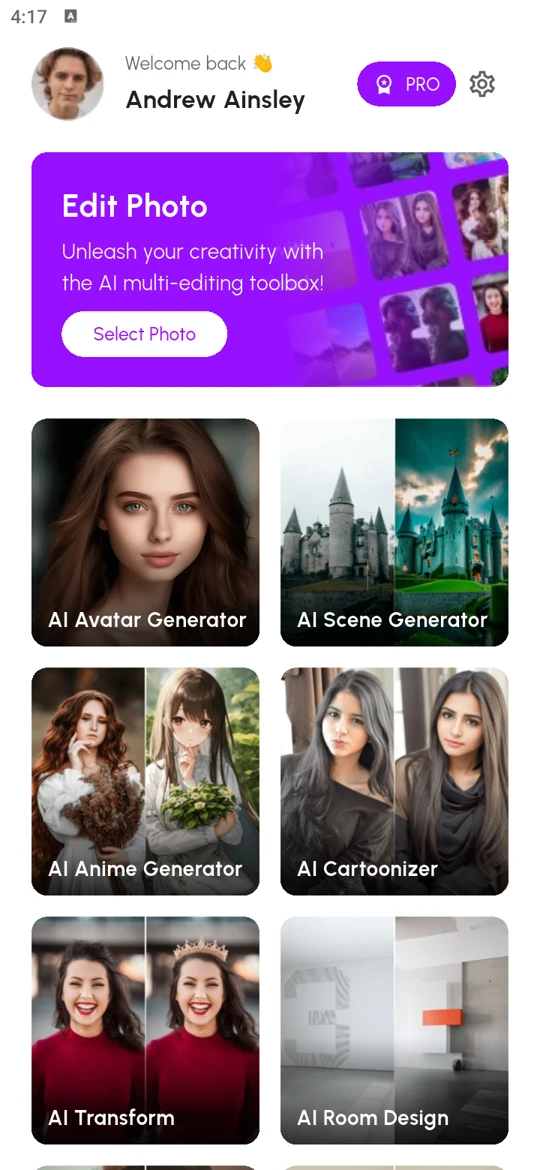 4:17
A
Welcome back 👋
Andrew Ainsley
PRO
Edit Photo
Unleash your creativity with
the AI multi-editing toolbox!
Select Photo
AI Avatar Generator
AI Scene Generator
AI Anime Generator
AI Cartoonizer
AI Transform
AI Room Design